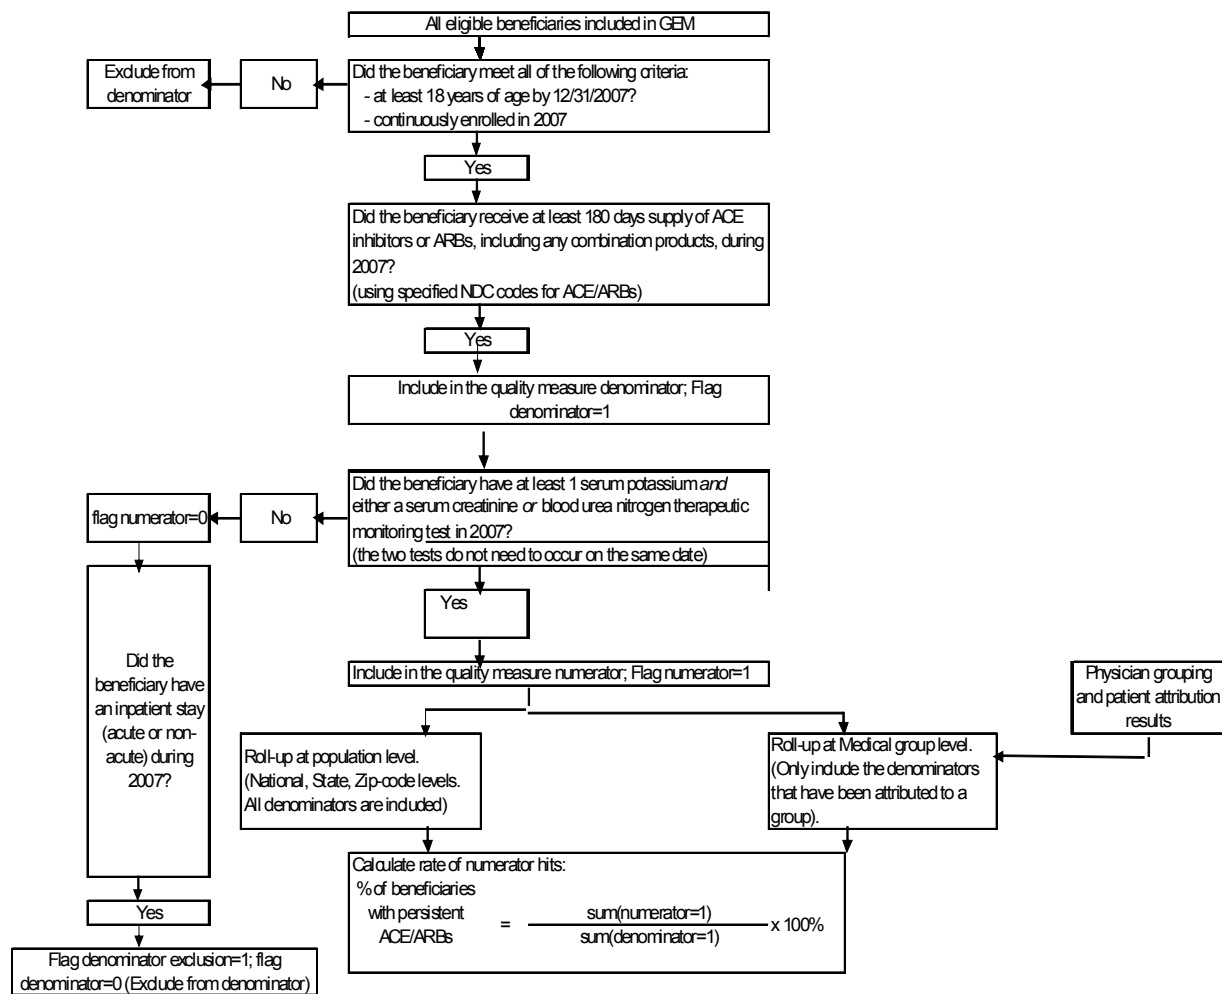 All eligible beneficiaries included in GEM
Exclude from
denominator
No
Did the beneficiary meet all of the following criteria:
- at least 18 years of age by 12/31/2007?
- continuously enrolled in 2007
Yes
Did the beneficiary receive at least 180 days supply of ACE
inhibitors or ARBs, including any combination products, during
2007?
(using specified NDC codes for ACE/ARBs)
Yes
Include in the quality measure denominator; Flag
denominator=1
Did the beneficiary have at least 1 serum potassium and
either a serum creatinine or blood urea nitrogen therapeutic
monitoring test in 2007?
(the two tests do not need to occur on the same date)
No
flag numerator=0
Yes
Did the
beneficiary have
an inpatient stay
(acute or non-
acute) during
2007?
Include in the quality measure numerator; Flag numerator=1
Physician grouping
and patient attribution
results
Roll-up at population level.
(National, State, Zip-code levels.
All denominators are included)
Roll-up at Medical group level.
(Only include the denominators
that have been attributed to a
group).
Calculate rate of numerator hits:
% of beneficiaries
with persistent
ACE/ARBs
=
sum(numerator=1)
sum(denominator=1)
x 100%
Yes
Flag denominator exclusion=1; flag
denominator=0 (Exclude from denominator)